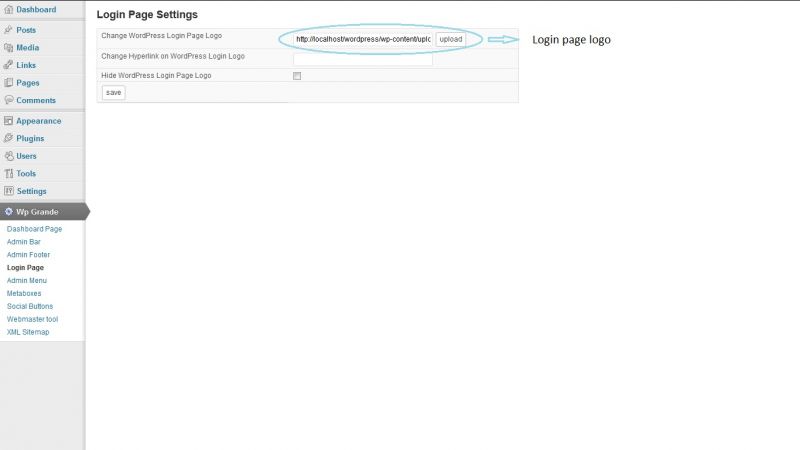 Dashboard
Posts
Media
Links
Pages
Comments
Appearance
Plugins
Users
Tools
Settings
Wp Grande
Dashboard Page
Admin Bar
Admin Footer
Login Page
Admin Menu
Metaboxes
Social Buttons
Webmaster tool
XML Sitemap
Login Page Settings
Change WordPress Login Page Logo http://localhost/wordpress/wp-content/uplo upload Login page logo
Change Hyperlink on WordPress Login Logo
Hide WordPress Login Page Logo
save